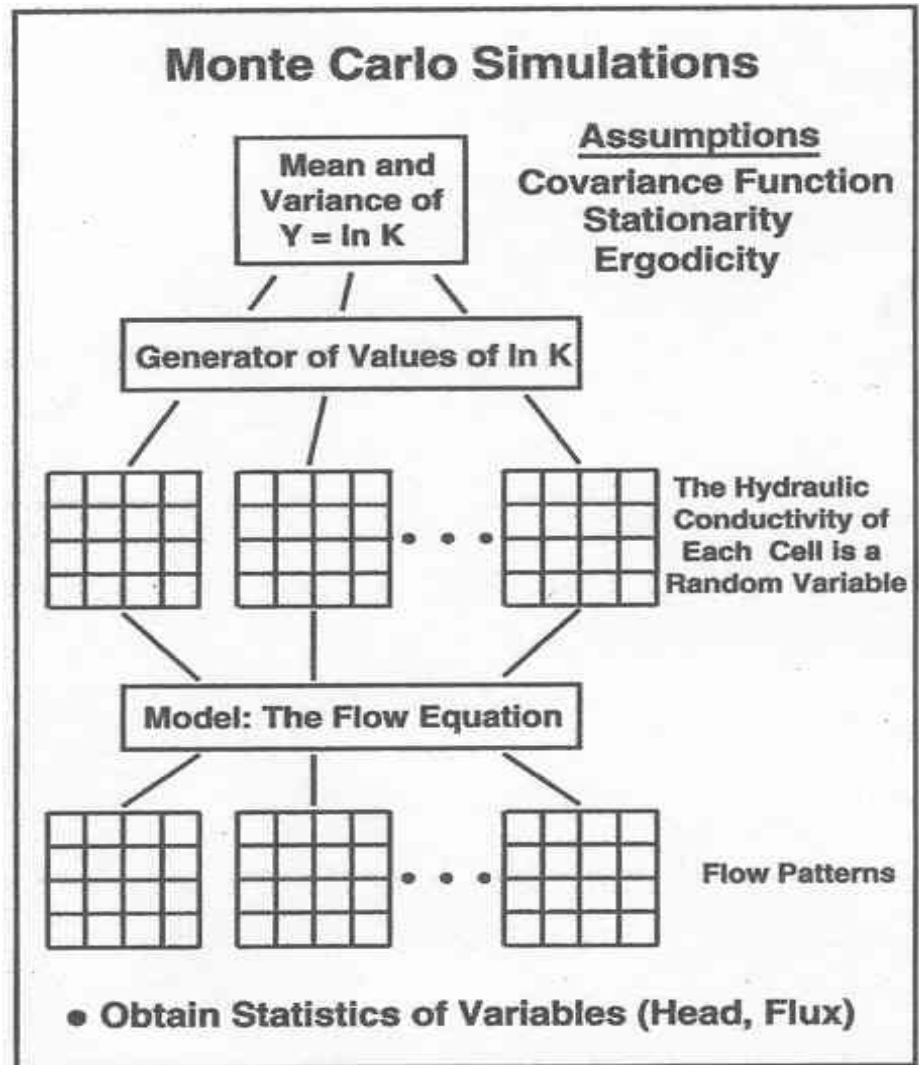 Monte Carlo Simulations
Mean and
Variance of
Y = ln K
Assumptions
Covariance Function
Stationarity
Ergodicity
Generator of Values of ln K
The Hydraulic
Conductivity of
Each Cell is a
Random Variable
Model: The Flow Equation
Flow Patterns
• Obtain Statistics of Variables (Head, Flux)